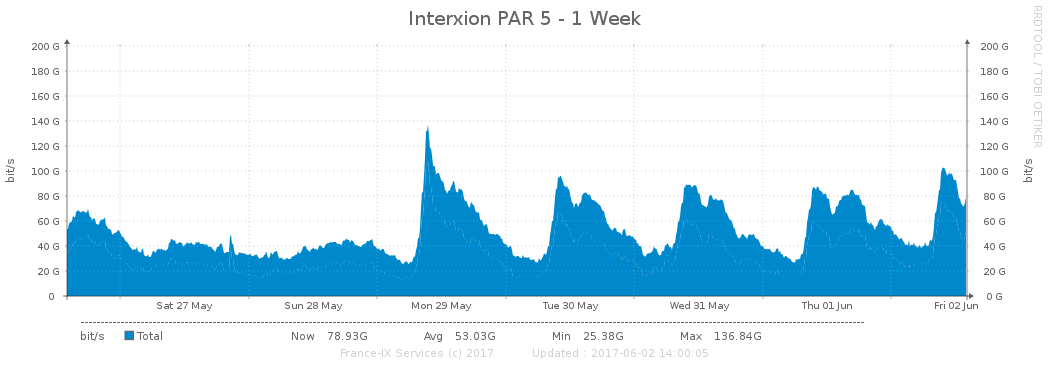 Interxion PAR 5 - 1 Week
RRDTOOL / TOBI OETIKER
200 G 200 G
180 G 180 G
160 G 160 G
140 G 140 G
120 G 120 G
100 G 100 G
80 G 80 G
60 G 60 G
40 G 40 G
20 G 20 G
0 0 G
bit/s
bit/s
Sat 27 May Sun 28 May Mon 29 May Tue 30 May Wed 31 May Thu 01 Jun Fri 02 Jun
bit/s Total Now 78.93G Avg 53.03G Min 25.38G Max 136.84G
France-IX Services (c) 2017 Updated : 2017-06-02 14:00:05